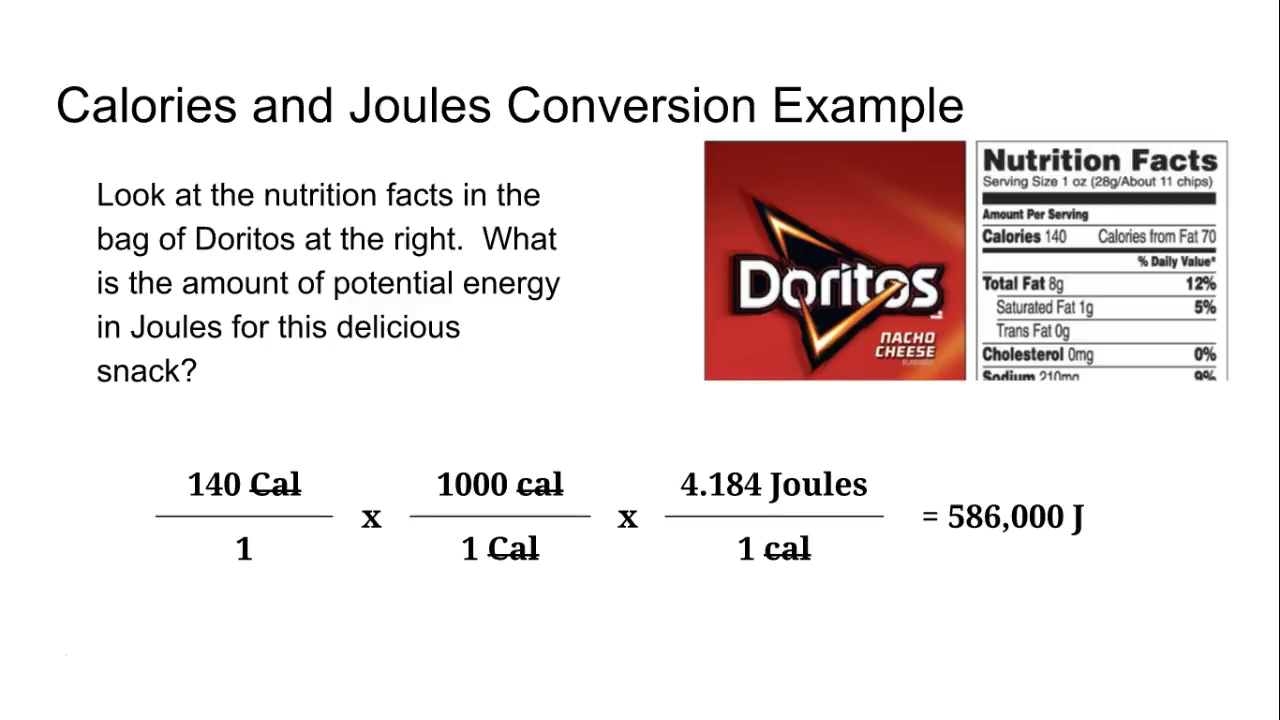 Calories and Joules Conversion Example
Look at the nutrition facts in the
bag of Doritos at the right.  What
is the amount of potential energy
in Joules for this delicious
snack?
Doritos
NACHO
CHEESE
Nutrition Facts
Serving Size 1 oz (28g/About 11 chips)
Amount Per Serving
Calories 140 Calories from Fat 70
% Daily Value*
Total Fat 8g 12%
Saturated Fat 1g 5%
Trans Fat 0g
Cholesterol 0mg 0%
Sodium 210mg 9%
140 Cal x 1000 cal x 4.184 Joules = 586,000 J
1 1 Cal 1 cal